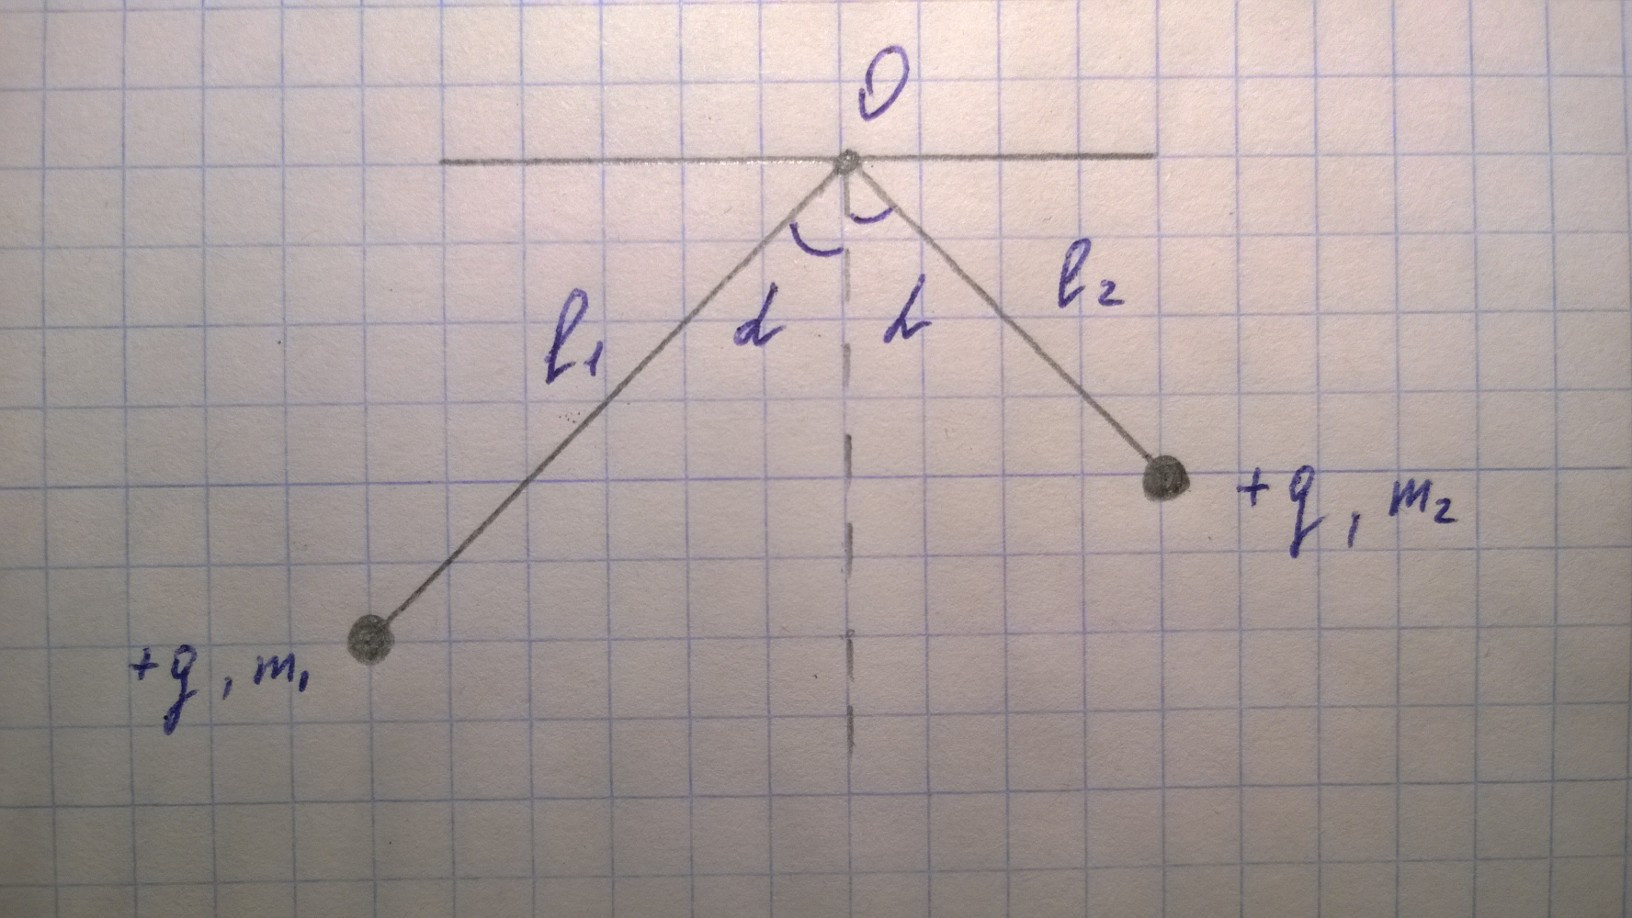 O
l₁ α α l₂
+q, m₂
+q, m₁